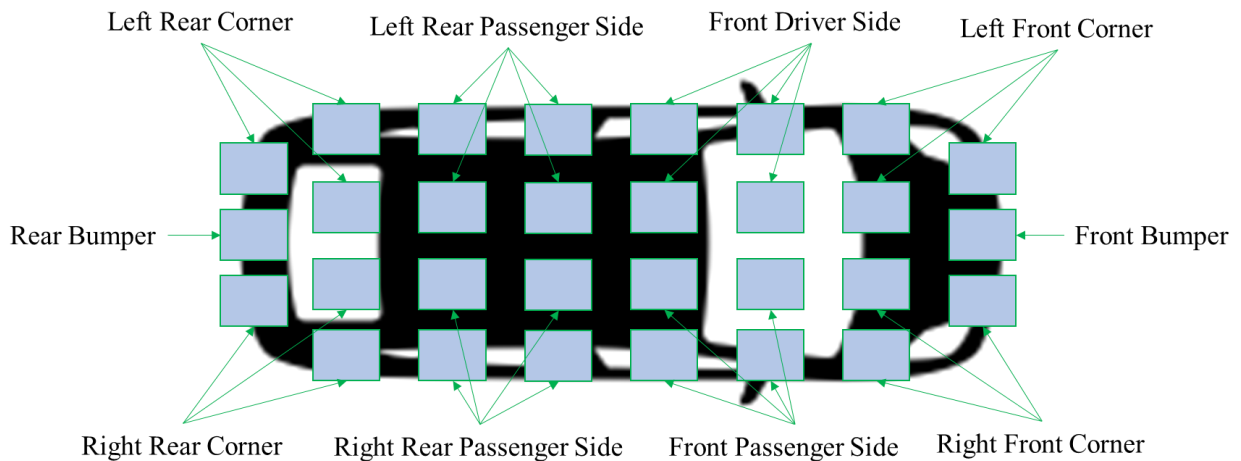 Left Rear Corner
Left Rear Passenger Side
Front Driver Side
Left Front Corner
Rear Bumper
Front Bumper
Right Rear Corner
Right Rear Passenger Side
Front Passenger Side
Right Front Corner